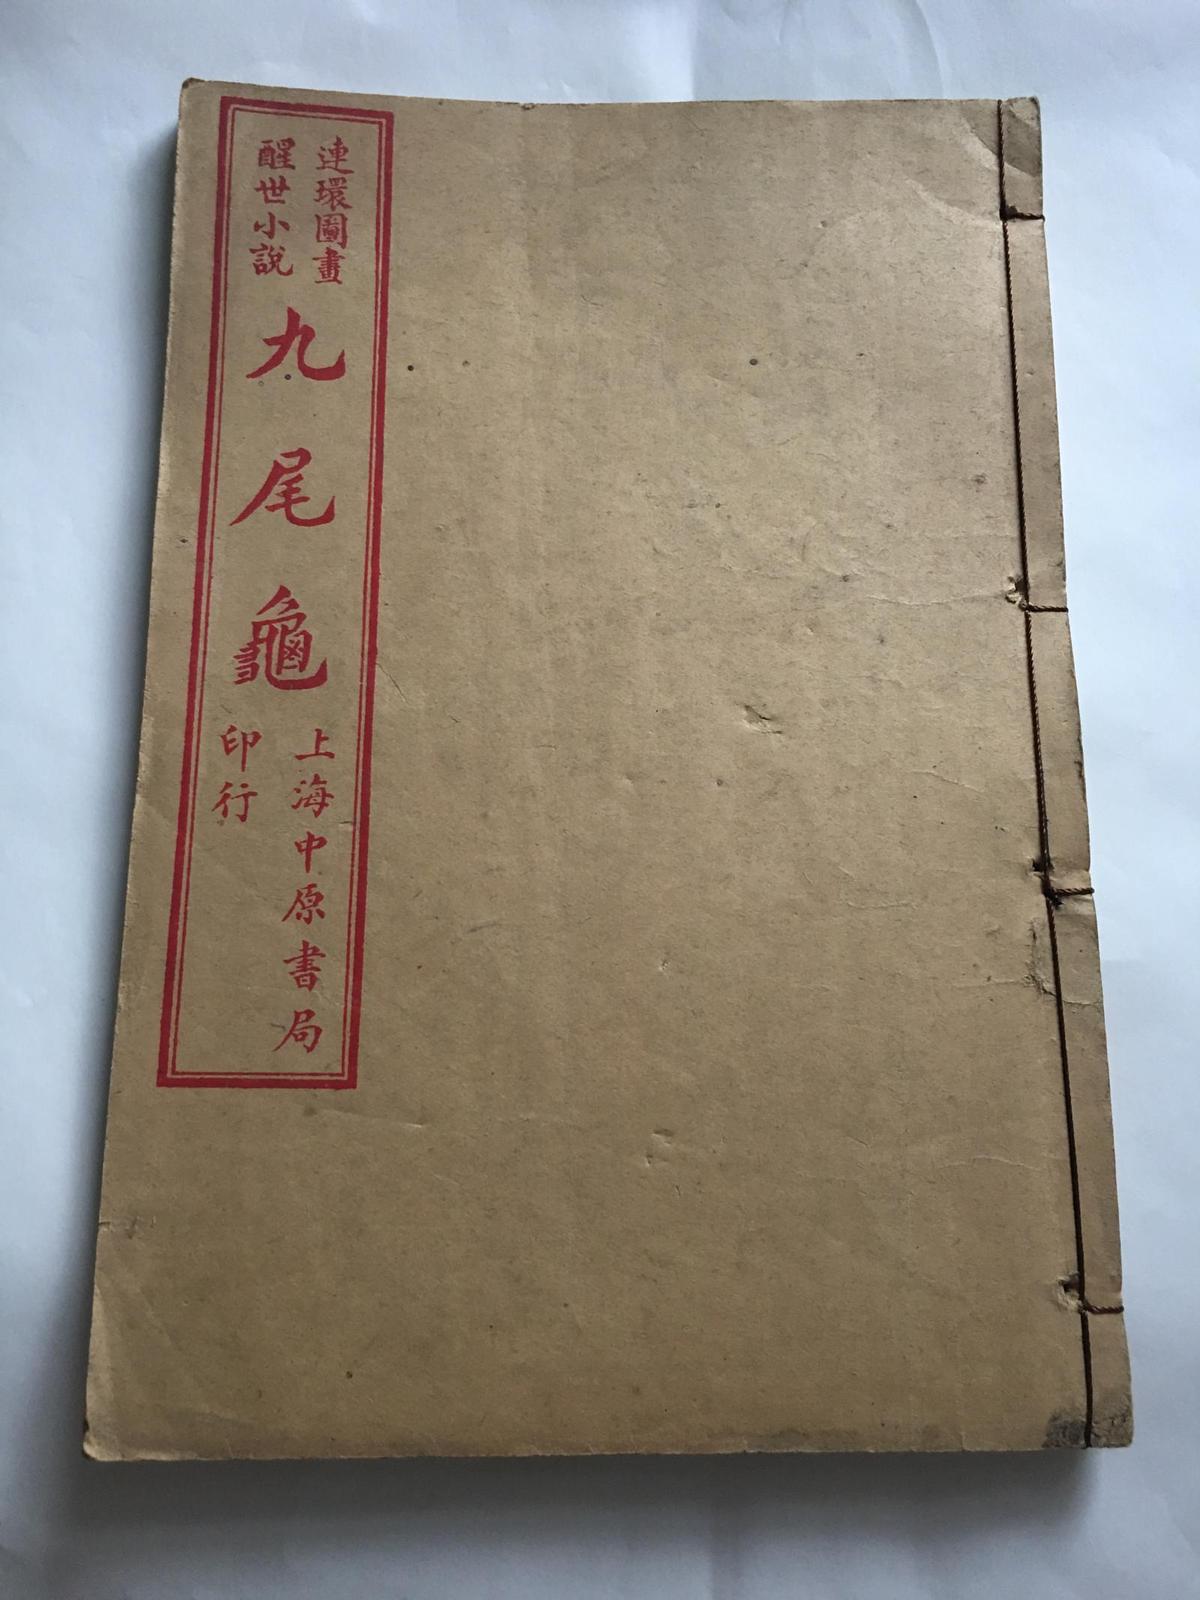 連環圖畫
醒世小說
九尾龜
上海中原書局
印行